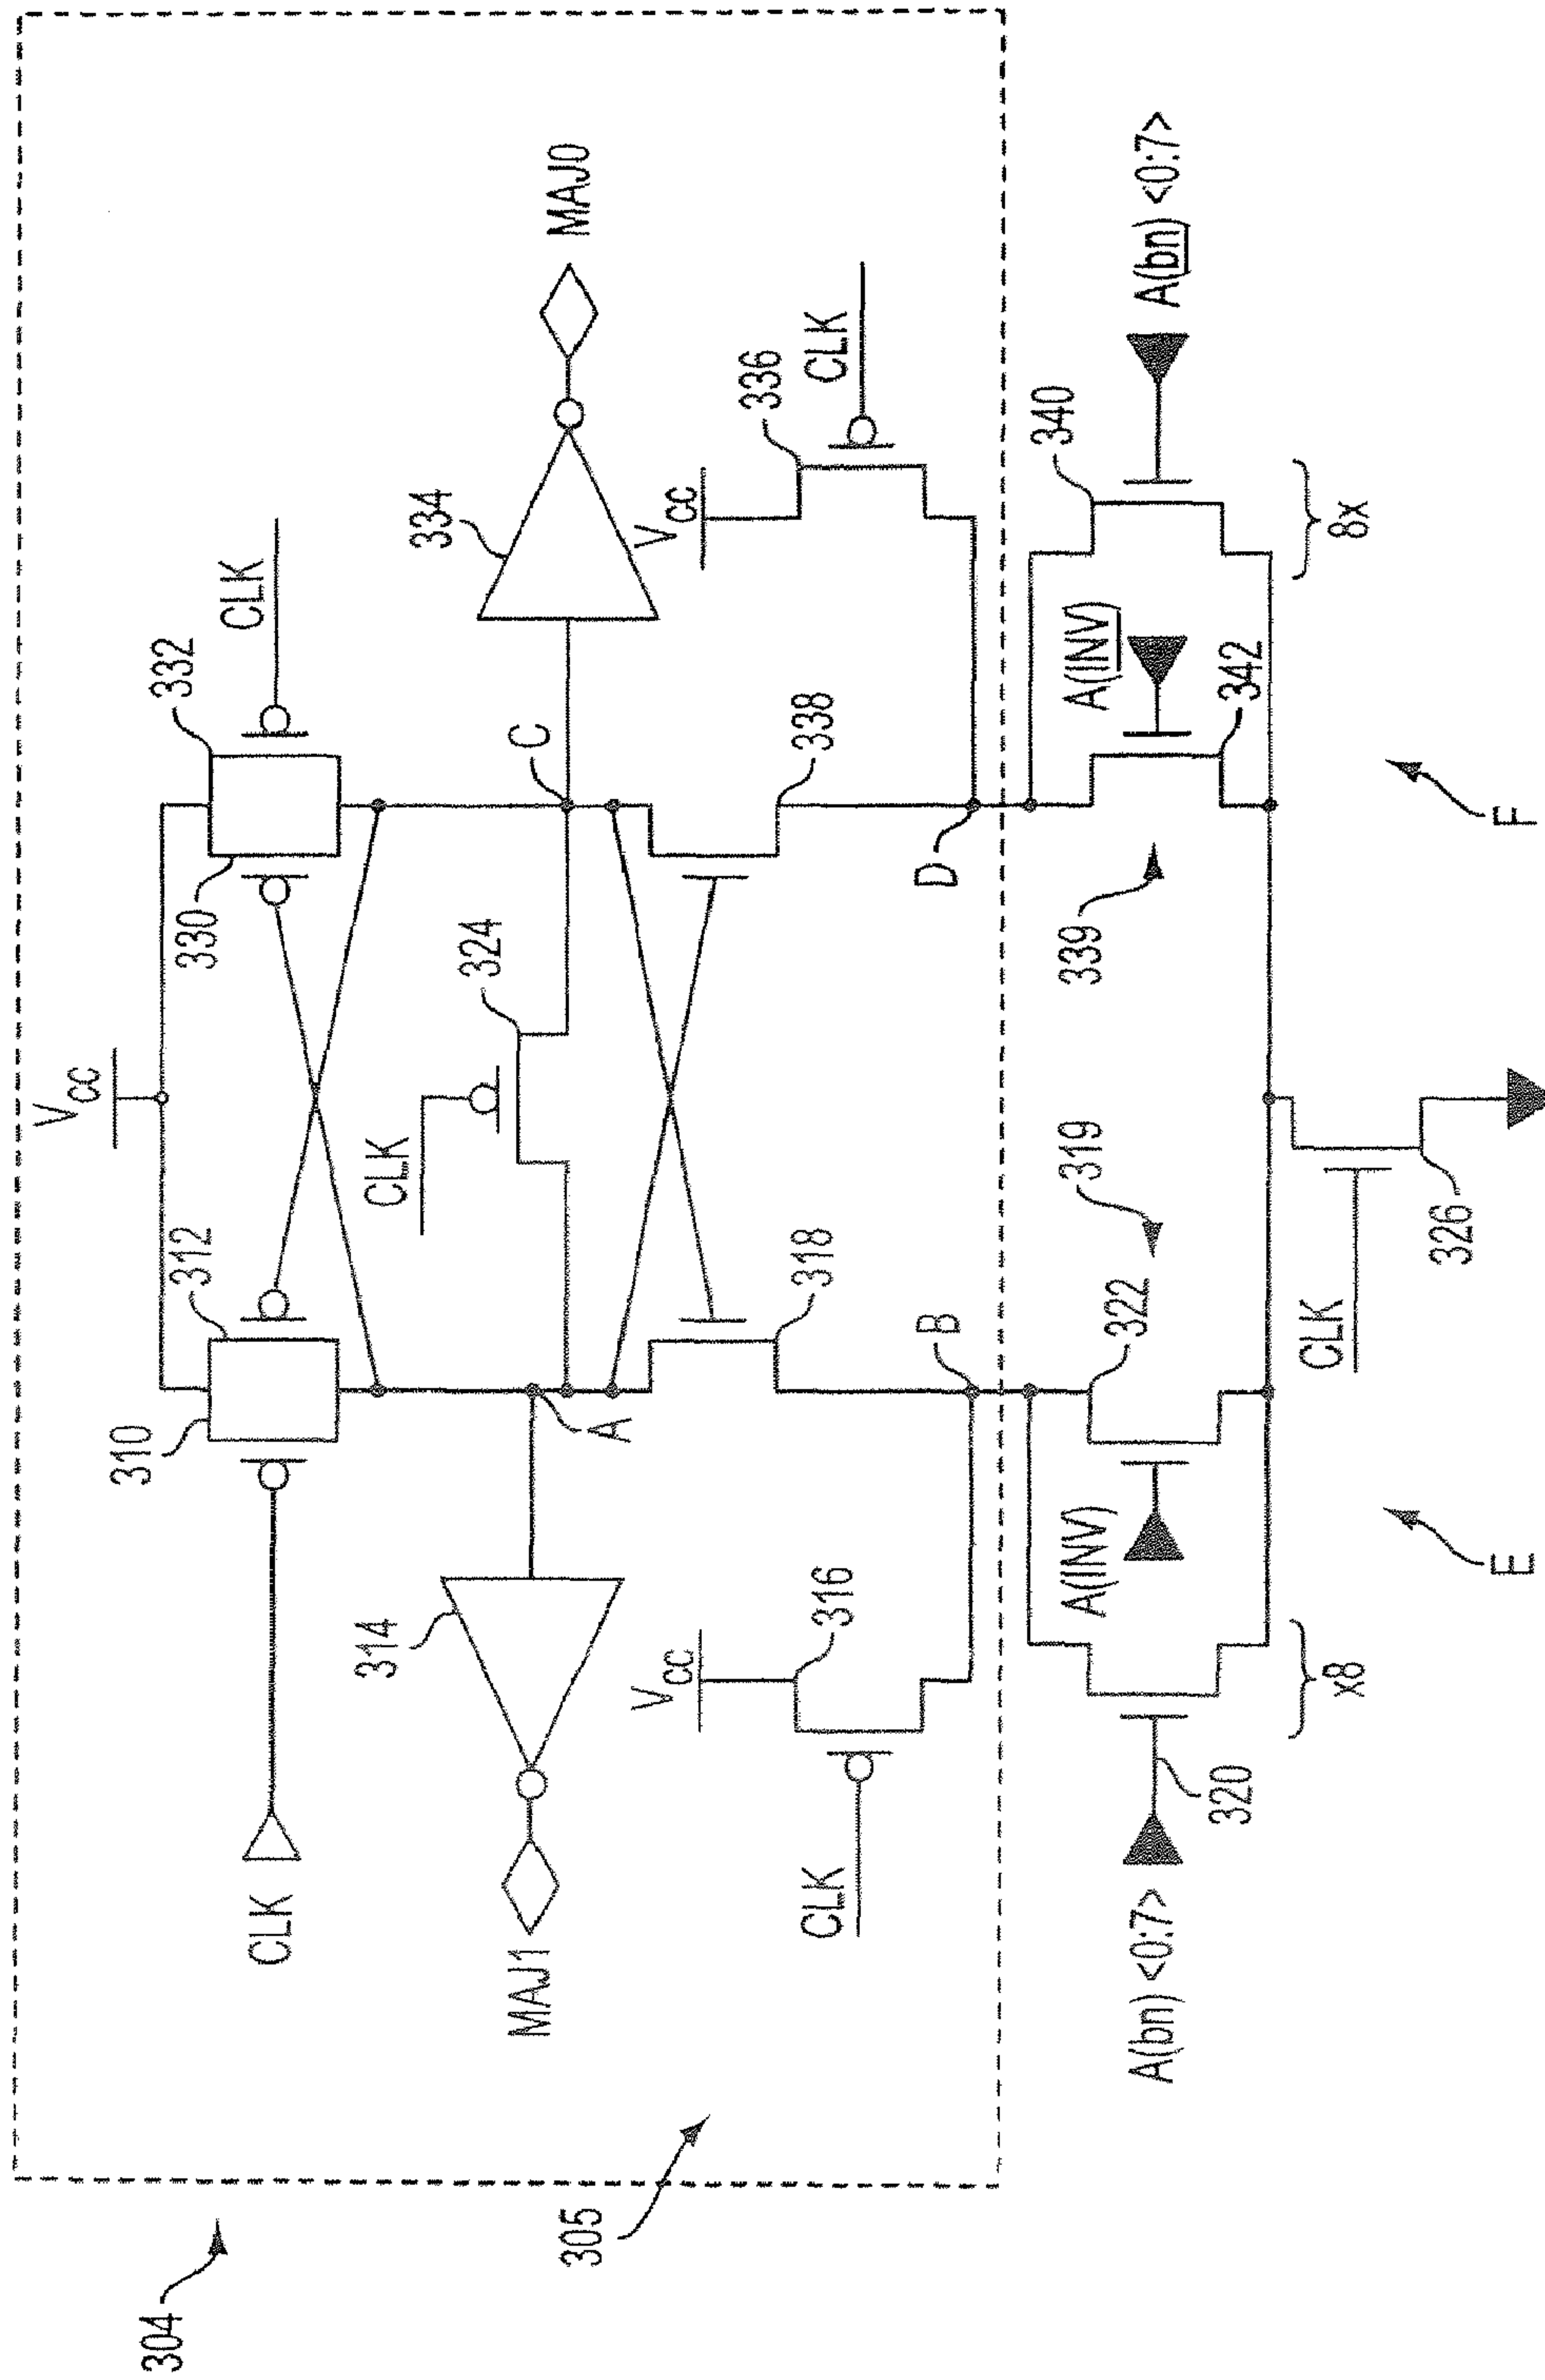 VCC
304
310
312
330
332
CLK
CLK
314
CLK
324
334
MAJ1
C
MAJ0
305
A
VCC
VCC
316
338
336
CLK
CLK
B
D
A(INV)
322
319
339
A(INV)
340
A(bn) <0:7>
A(bn) <0:7>
320
342
x8
CLK
8x
326
E
F